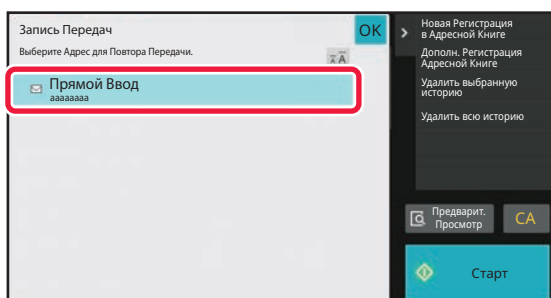 Запись Передач
OK
Выберите Адрес для Повтора Передачи.
Прямой Ввод
aaaaaaaa
Новая Регистрация
в Адресной Книге
Дополн. Регистрация
Адресной Книге
Удалить выбранную
историю
Удалить всю историю
Предварит.
Просмотр
CA
Старт